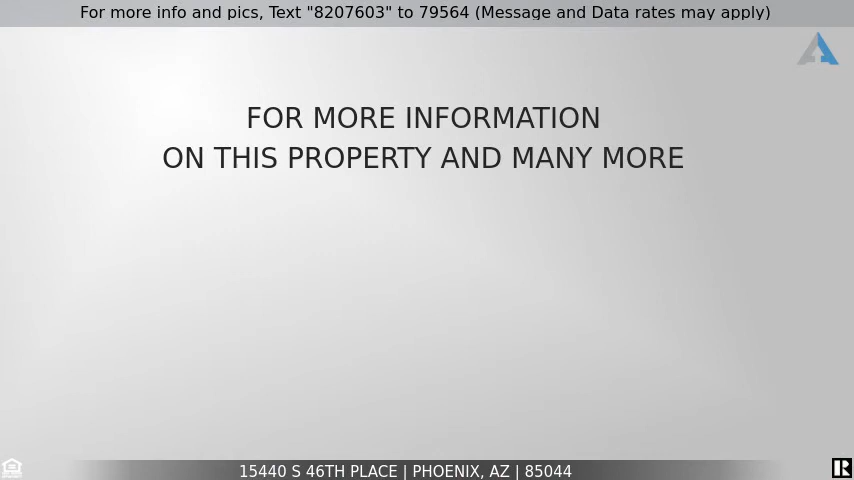 For more info and pics, Text "8207603" to 79564 (Message and Data rates may apply)
FOR MORE INFORMATION
ON THIS PROPERTY AND MANY MORE
15440 S 46TH PLACE | PHOENIX, AZ | 85044